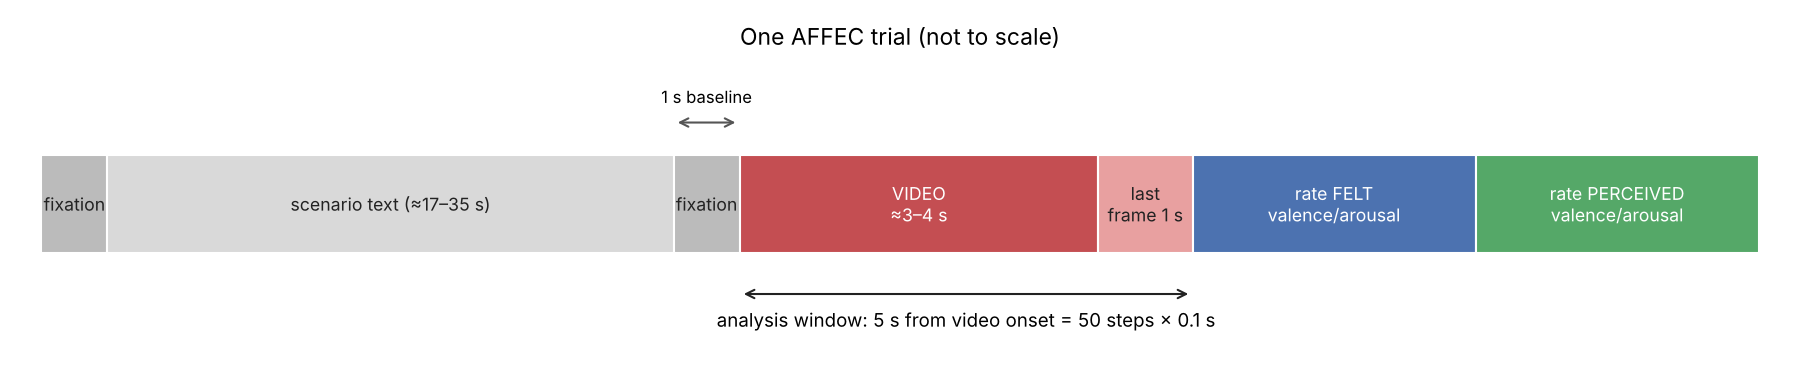 One AFFEC trial (not to scale)
1 s baseline
fixation
scenario text (≈17–35 s)
fixation
VIDEO
≈3–4 s
last
frame 1 s
rate FELT
valence/arousal
rate PERCEIVED
valence/arousal
analysis window: 5 s from video onset = 50 steps × 0.1 s